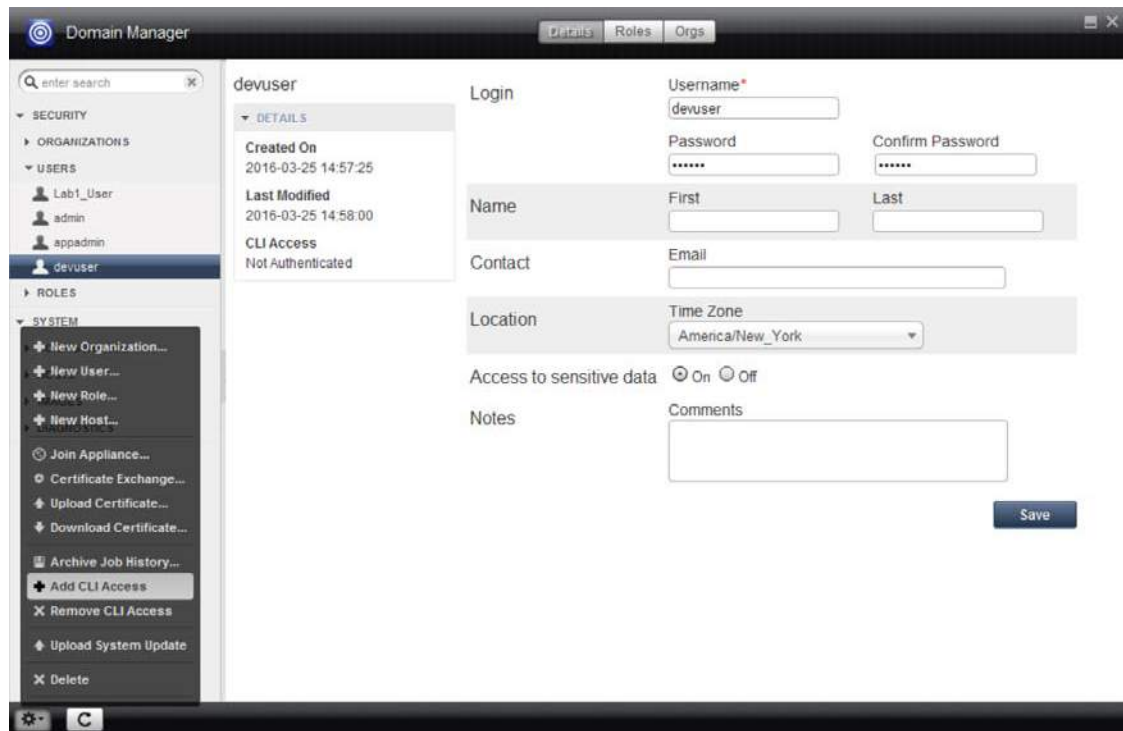 Domain Manager
Details Roles Orgs
enter search
SECURITY
ORGANIZATIONS
USERS
Lab1_User
admin
appadmin
devuser
ROLES
SYSTEM
New Organization...
New User...
New Role...
New Host...
Join Appliance...
Certificate Exchange...
Upload Certificate...
Download Certificate...
Archive Job History...
Add CLI Access
Remove CLI Access
Upload System Update
Delete
devuser
DETAILS
Created On
2016-03-25 14:57:25
Last Modified
2016-03-25 14:58:00
CLI Access
Not Authenticated
Login
Username*
devuser
Password Confirm Password
•••••• ••••••
Name
First Last
Contact
Email
Location
Time Zone
America/New_York
Access to sensitive data On Off
Notes
Comments
Save
C